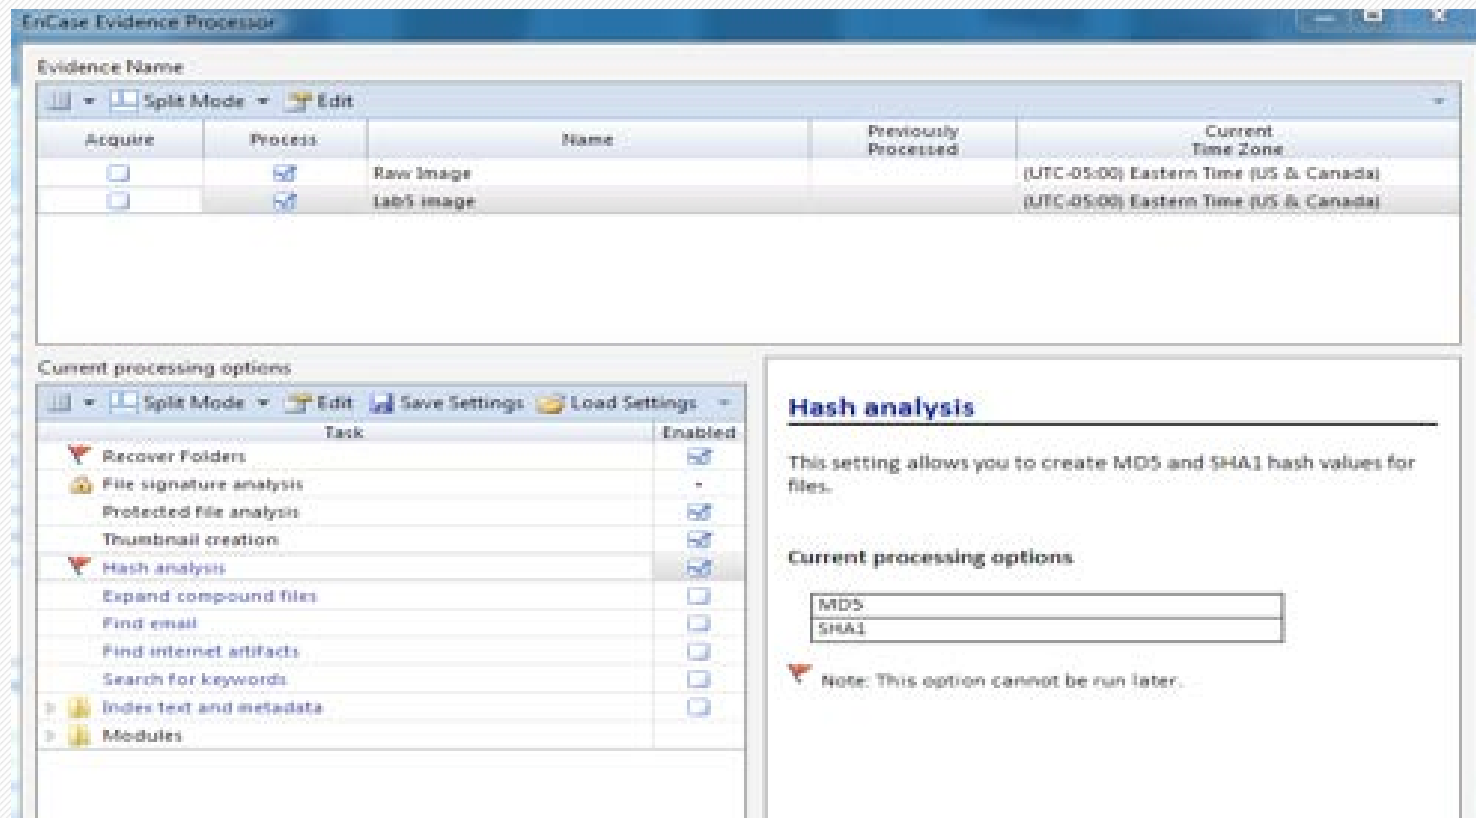 EnCase Evidence Processor
Evidence Name
Split Mode Edit
Acquire Process Name Previously Processed Current Time Zone
Raw Image (UTC-05:00) Eastern Time (US & Canada)
Lab5 image (UTC-05:00) Eastern Time (US & Canada)
Current processing options
Split Mode Edit Save Settings Load Settings
Task Enabled
Recover Folders
File signature analysis
Protected file analysis
Thumbnail creation
Hash analysis
Expand compound files
Find email
Find internet artifacts
Search for keywords
Index text and metadata
Modules
Hash analysis
This setting allows you to create MD5 and SHA1 hash values for
files.
Current processing options
MD5
SHA1
Note: This option cannot be run later.